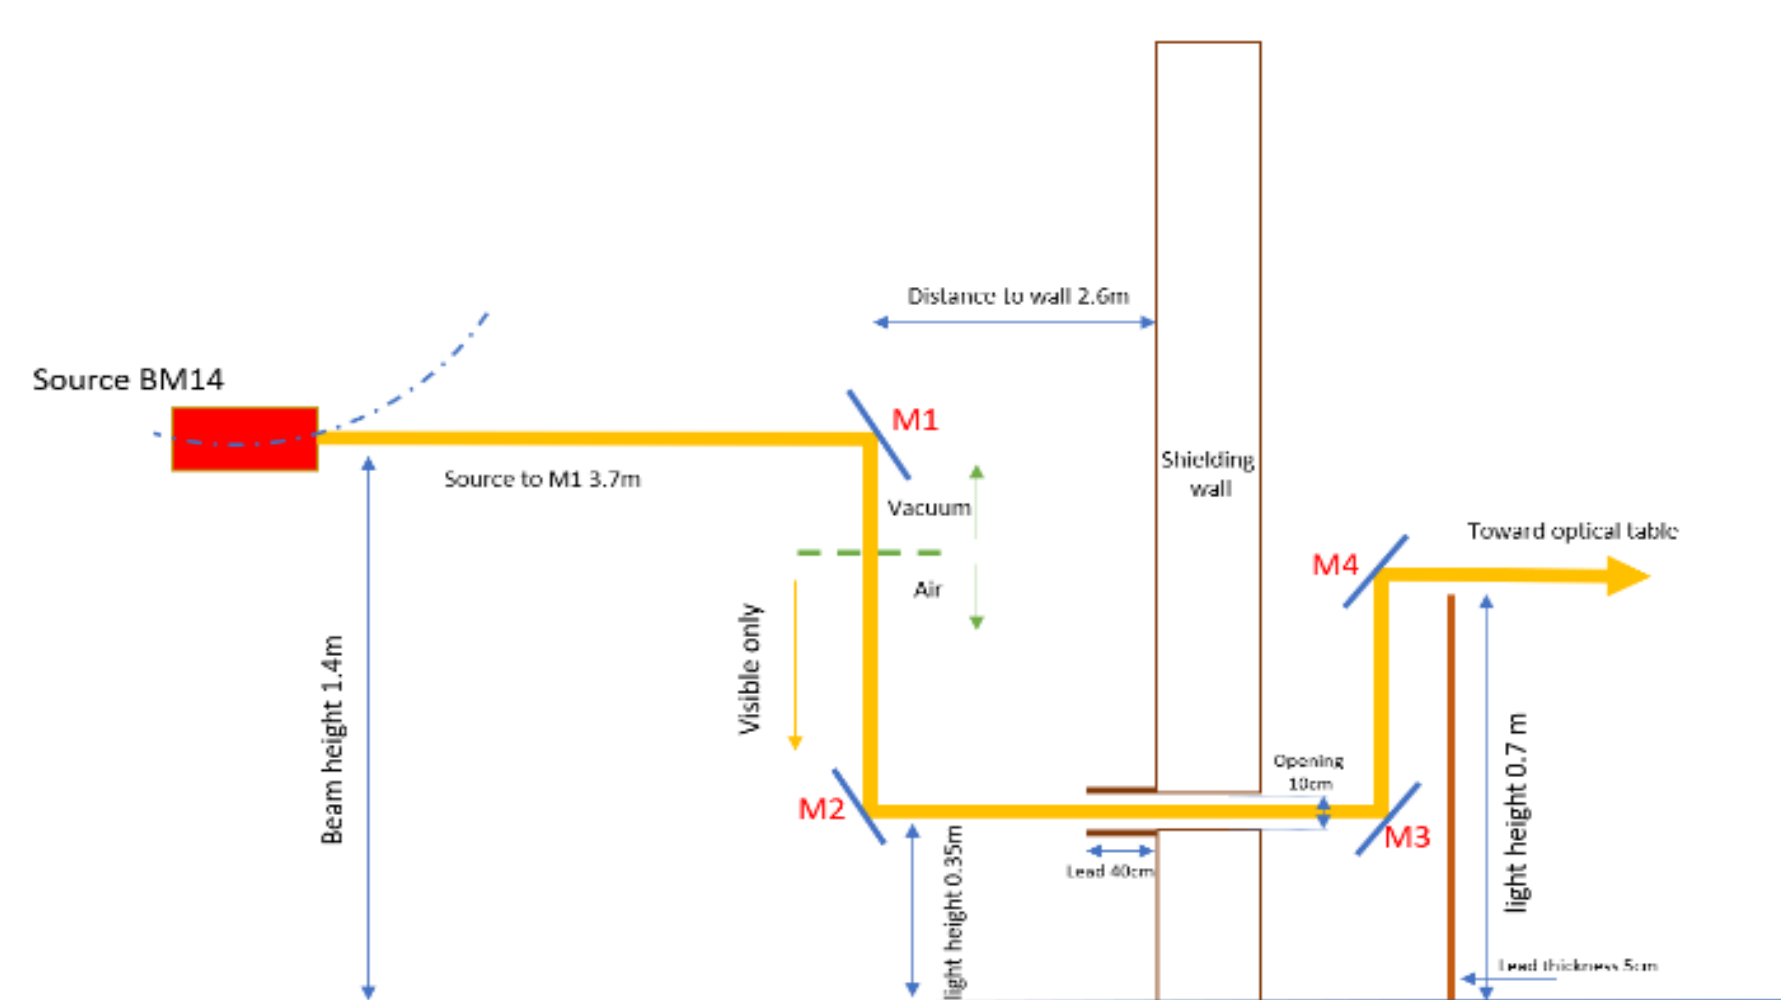 Distance to wall 2.6m
Source BM14
M1
Source to M1 3.7m
Shielding
wall
Vacuum
Toward optical table
M4
Air
Visible only
Beam height 1.4m
Opening
10cm
M2
M3
light height 0.35m
Lead 40cm
light height 0.7 m
Lead thickness 5cm